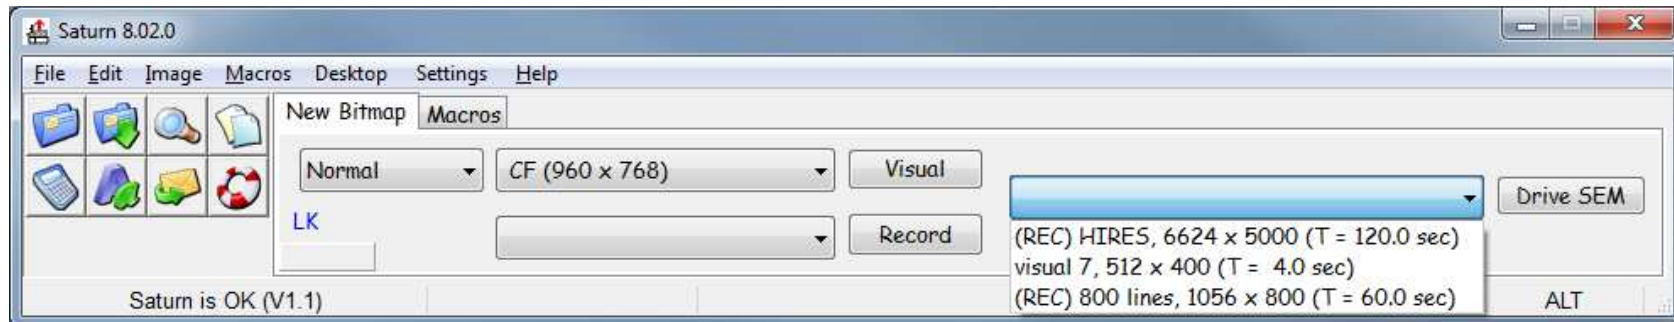 Saturn 8.02.0
File Edit Image Macros Desktop Settings Help
New Bitmap Macros
Normal CF (960 x 768) Visual
Drive SEM
LK
Record
(REC) HIRES, 6624 x 5000 (T = 120.0 sec)
visual 7, 512 x 400 (T =  4.0 sec)
(REC) 800 lines, 1056 x 800 (T = 60.0 sec)
Saturn is OK (V1.1) ALT